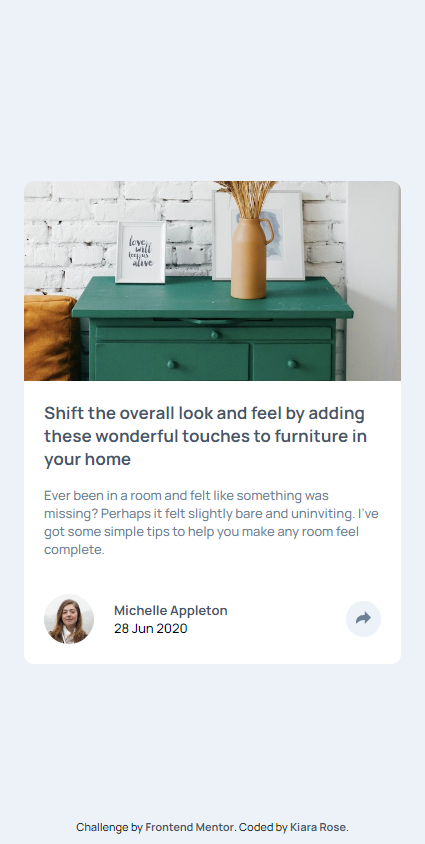 love
will
keep us
alive
Shift the overall look and feel by adding
these wonderful touches to furniture in
your home
Ever been in a room and felt like something was
missing? Perhaps it felt slightly bare and uninviting. I've
got some simple tips to help you make any room feel
complete.
Michelle Appleton
28 Jun 2020
Challenge by Frontend Mentor. Coded by Kiara Rose.